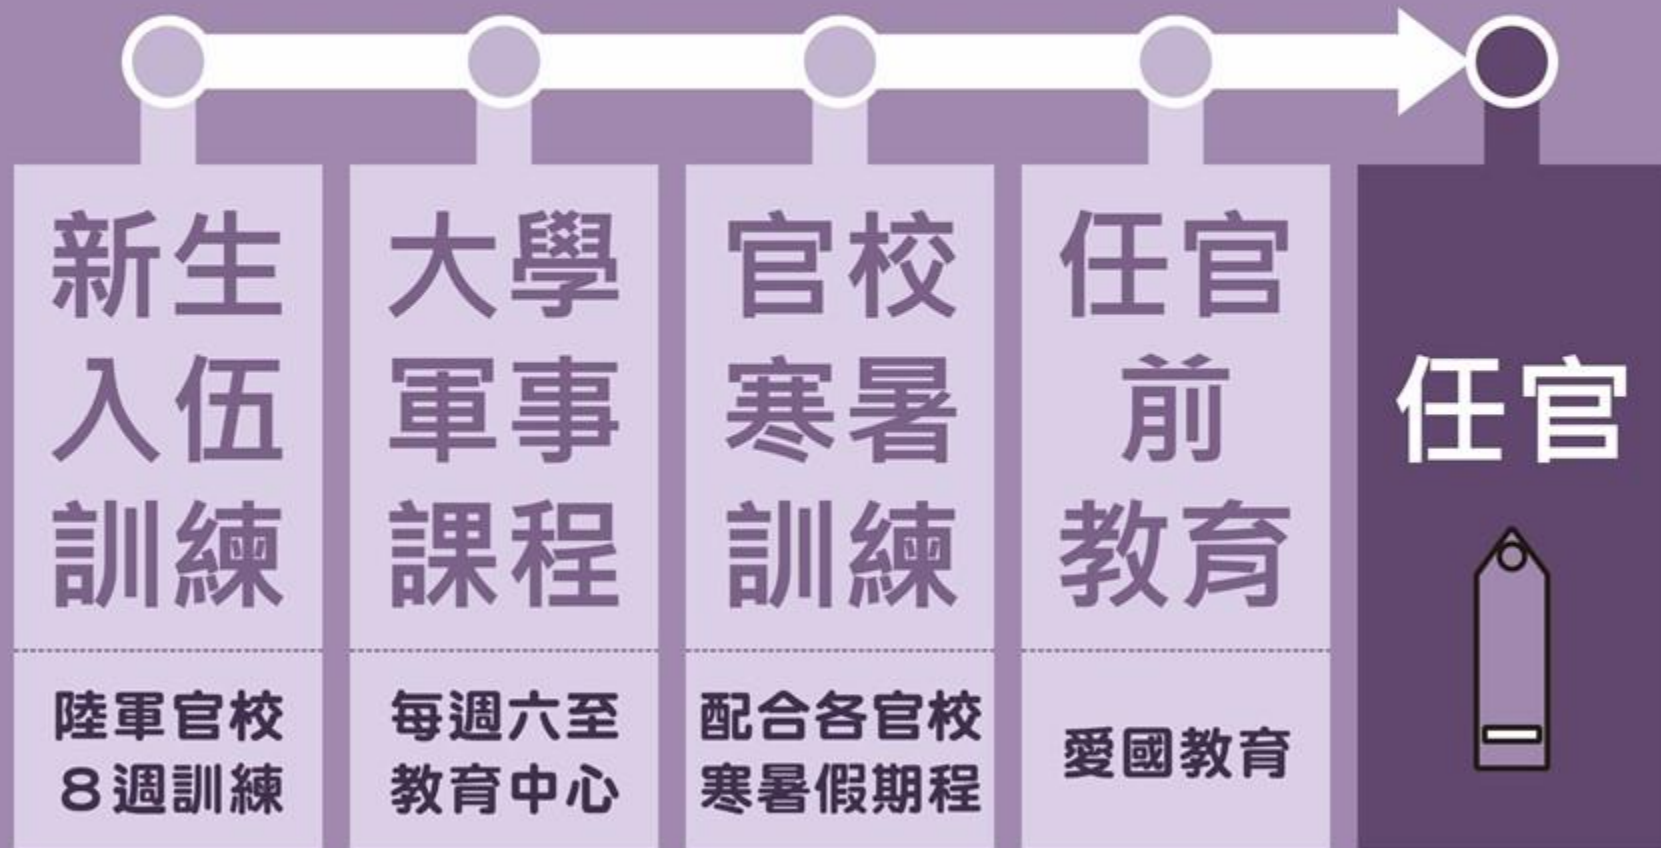 新生
入伍
訓練
陸軍官校
8週訓練
大學
軍事
課程
每週六至
教育中心
官校
寒暑
訓練
配合各官校
寒暑假期程
任官
前
教育
愛國教育
任官